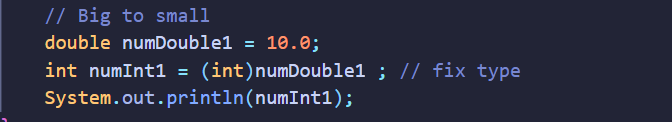 // Big to small
double numDouble1 = 10.0;
int numInt1 = (int)numDouble1 ; // fix type
System.out.println(numInt1);